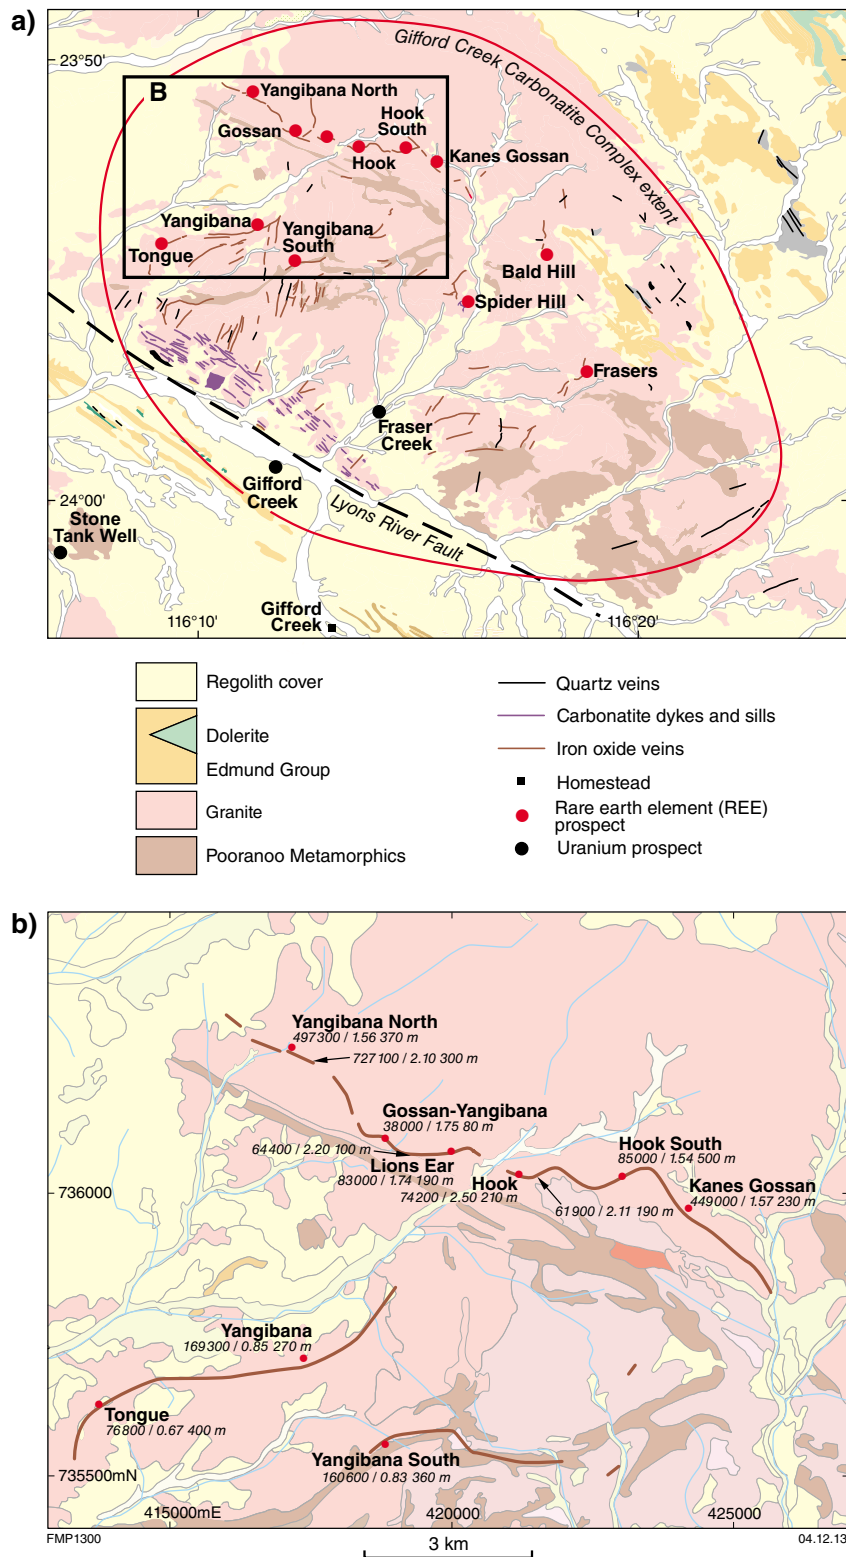 a)
23°50'
Gifford Creek Carbonatite Complex extent
B
Yangibana North
Gossan
Hook
South
Hook
Kanes Gossan
Yangibana
Yangibana
South
Tongue
Bald Hill
Spider Hill
Frasers
Fraser
Creek
Gifford
Creek
24°00'
Stone
Tank Well
Lyons River Fault
Gifford
Creek
116°10'
116°20'
Regolith cover
Dolerite
Edmund Group
Granite
Pooranoo Metamorphics
Quartz veins
Carbonatite dykes and sills
Iron oxide veins
Homestead
Rare earth element (REE)
prospect
Uranium prospect
b)
Yangibana North
497300 / 1.56 370 m
727100 / 2.10 300 m
Gossan-Yangibana
38000 / 1.75 80 m
64400 / 2.20 100 m
Lions Ear
83000 / 1.74 190 m
Hook
74200 / 2.50 210 m
Hook South
85000 / 1.54 500 m
61900 / 2.11 190 m
Kanes Gossan
449000 / 1.57 230 m
736000
Yangibana
169300 / 0.85 270 m
Tongue
76800 / 0.67 400 m
Yangibana South
160600 / 0.83 360 m
735500mN
415000mE
420000
425000
FMP1300
3 km
04.12.13